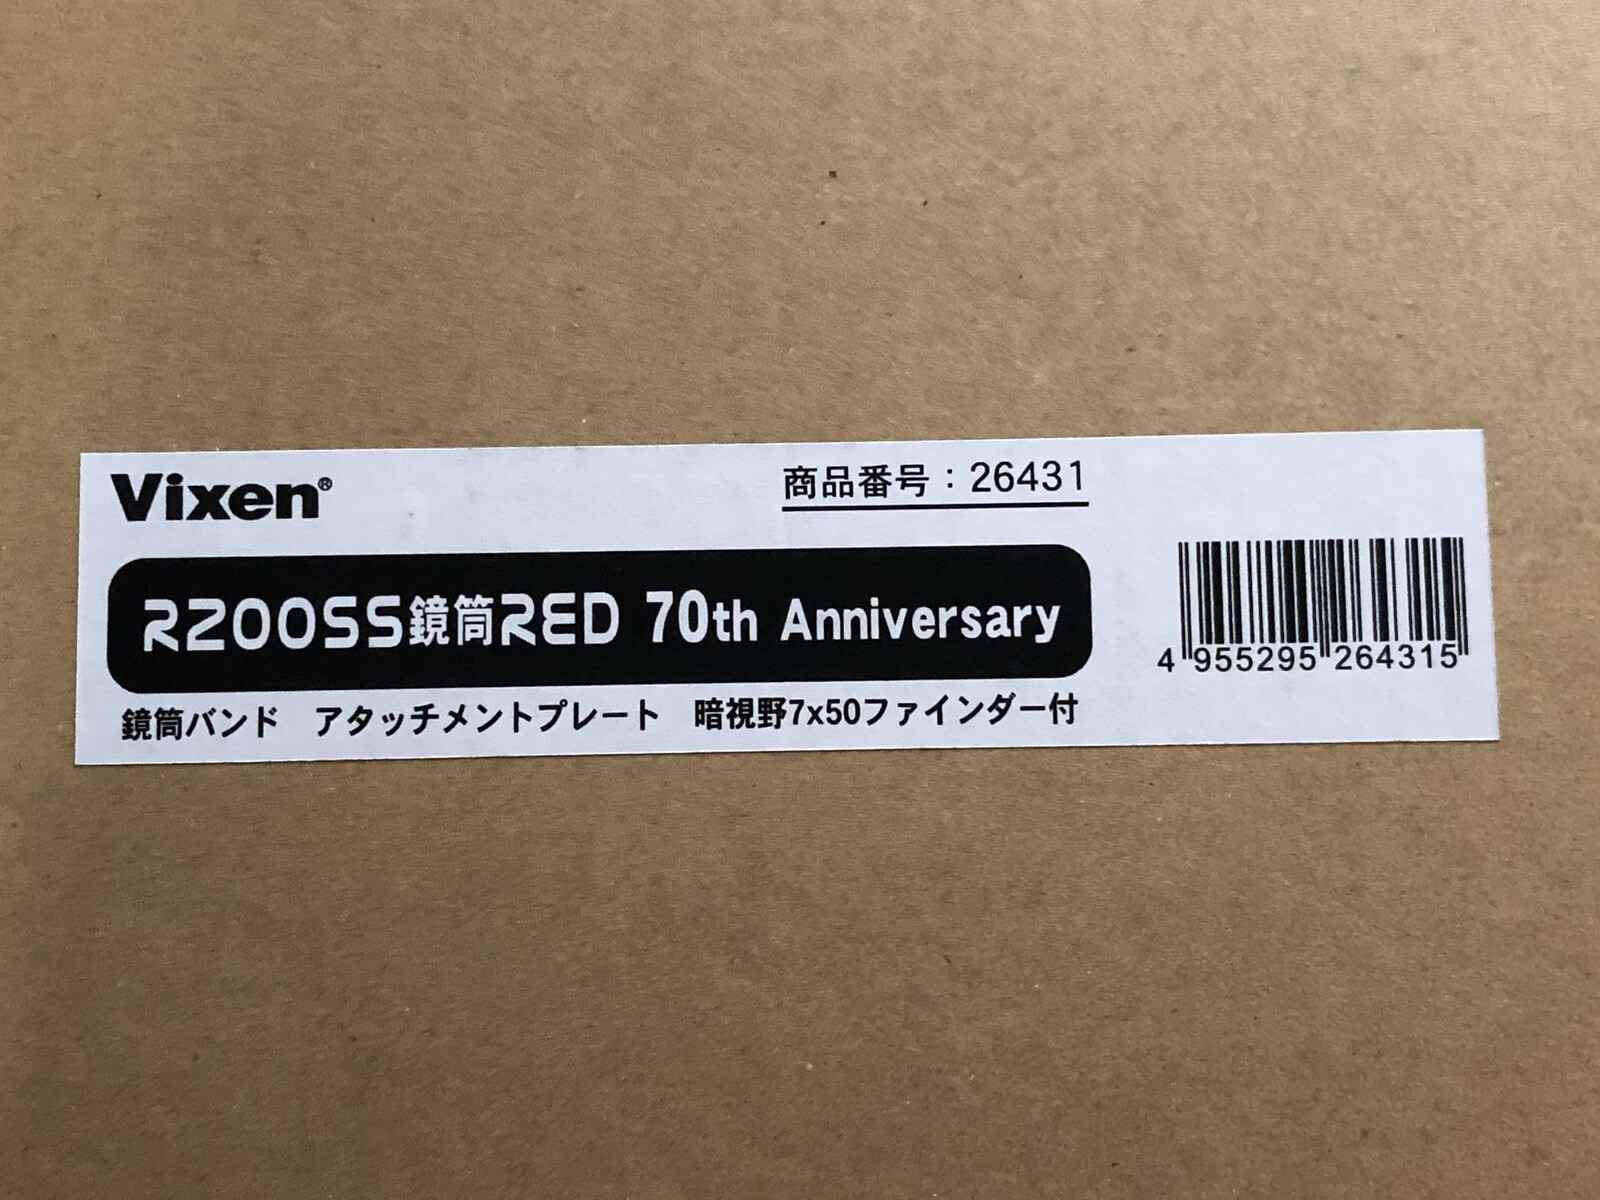 Vixen®
商品番号：26431
R200SS鏡筒RED 70th Anniversary
鏡筒バンド　アタッチメントプレート　暗視野7x50ファインダー付
4 955295 264315